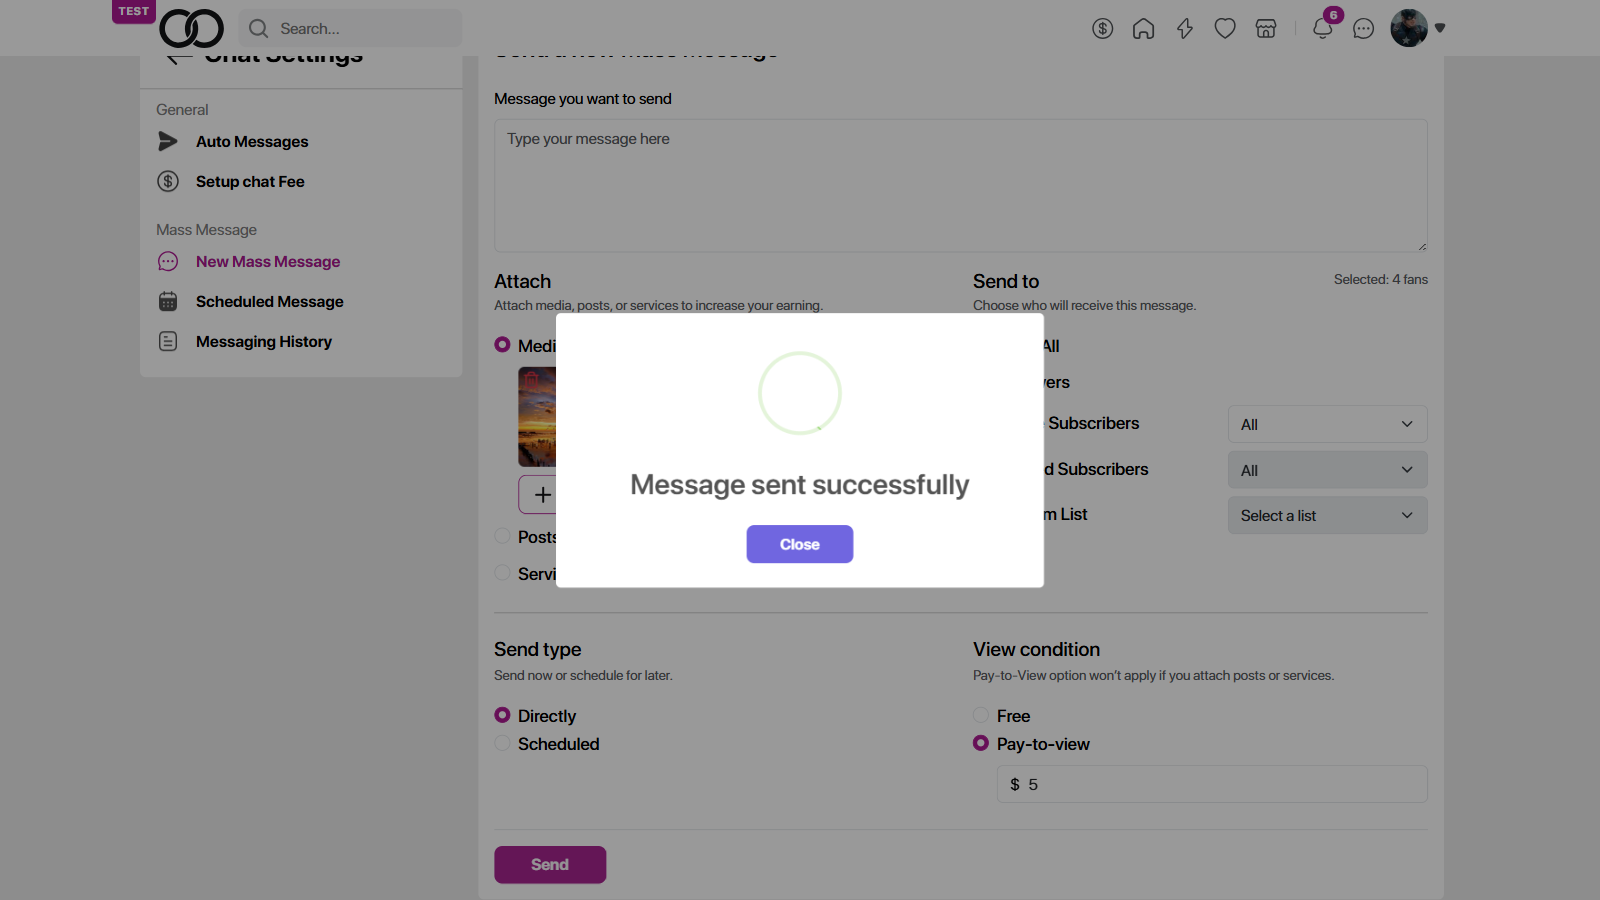 TEST
Search...
6
Chat Settings
General
Auto Messages
Setup chat Fee
Mass Message
New Mass Message
Scheduled Message
Messaging History
Send a new Mass Message
Message you want to send
Type your message here
Attach
Attach media, posts, or services to increase your earning.
Medi
Posts
Servi
Send to
Selected: 4 fans
Choose who will receive this message.
All
vers
Subscribers
All
d Subscribers
All
m List
Select a list
Message sent successfully
Close
Send type
Send now or schedule for later.
Directly
Scheduled
View condition
Pay-to-View option won't apply if you attach posts or services.
Free
Pay-to-view
$ 5
Send